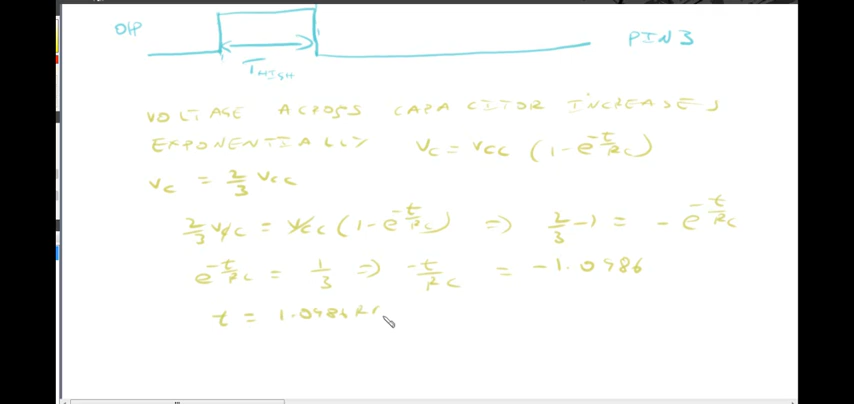 O/P
PIN 3
THIGH
VOLTAGE ACROSS CAPACITOR INCREASES
EXPONENTIALLY Vc = Vcc (1-e^-t/RC)
Vc = 2/3 Vcc
2/3 Vcc = Vcc (1-e^-t/RC) => 2/3 -1 = -e^-t/RC
e^-t/RC = 1/3 => -t/RC = -1.0986
t = 1.0986 RC